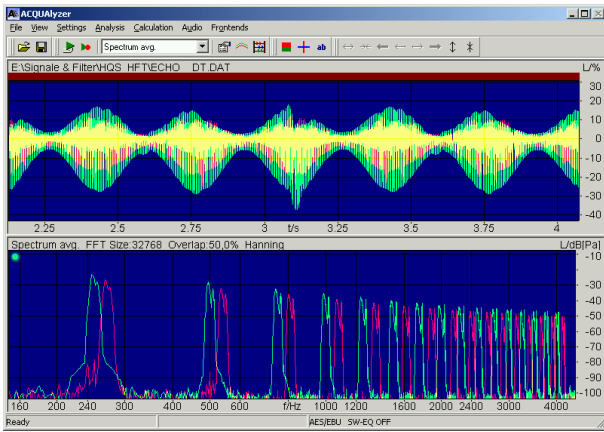 ACQUAlyzer
File View Settings Analysis Calculation Audio Frontends
Spectrum avg. ab
E:\Signale & Filter\HQS HFT\ECHO DT.DAT L/%
30
20
10
0
-10
-20
-30
-40
2.25 2.5 2.75 3 t/s 3.25 3.5 3.75 4
Spectrum avg. FFT Size:32768 Overlap:50,0% Hanning L/dB[Pa]
-10
-30
-40
-50
-60
-70
-80
-90
-100
160 200 240 300 400 500 600 f/Hz 1000 1200 1600 2000 2400 3000 4000
Ready AES/EBU SW-EQ OFF